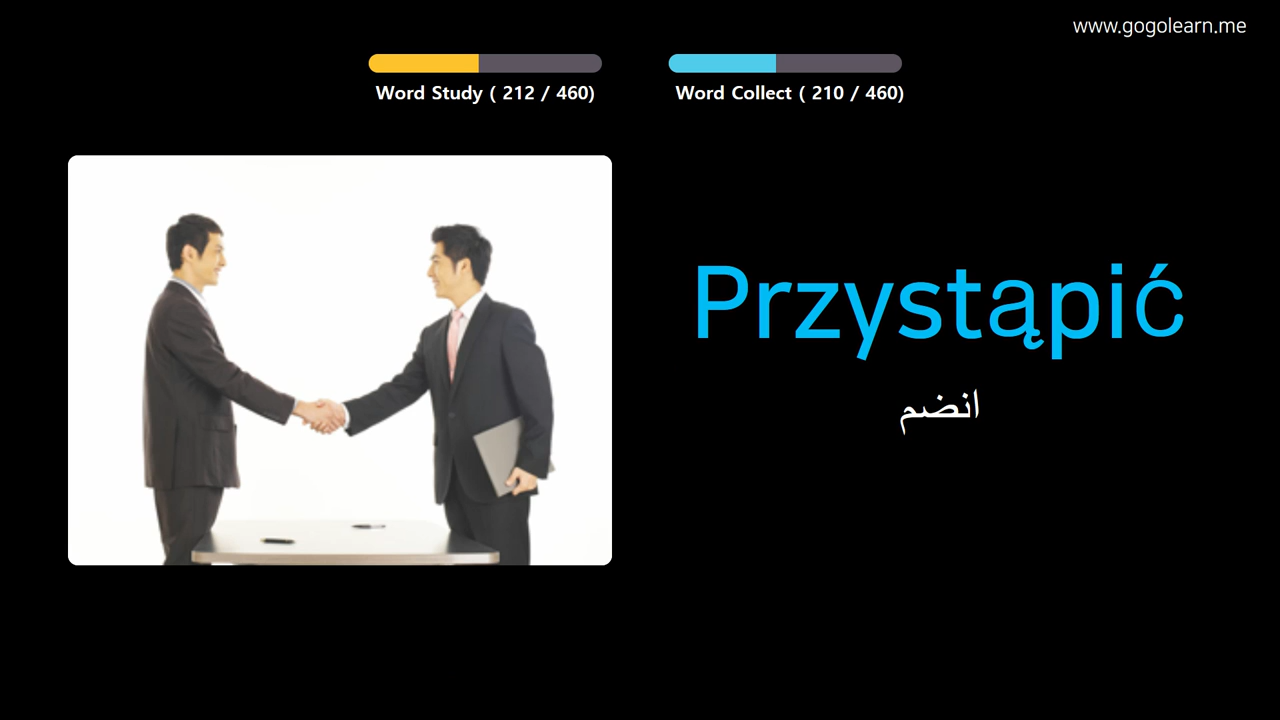 www.gogolearn.me
Word Study ( 212 / 460)
Word Collect ( 210 / 460)
Przystąpić
انضم